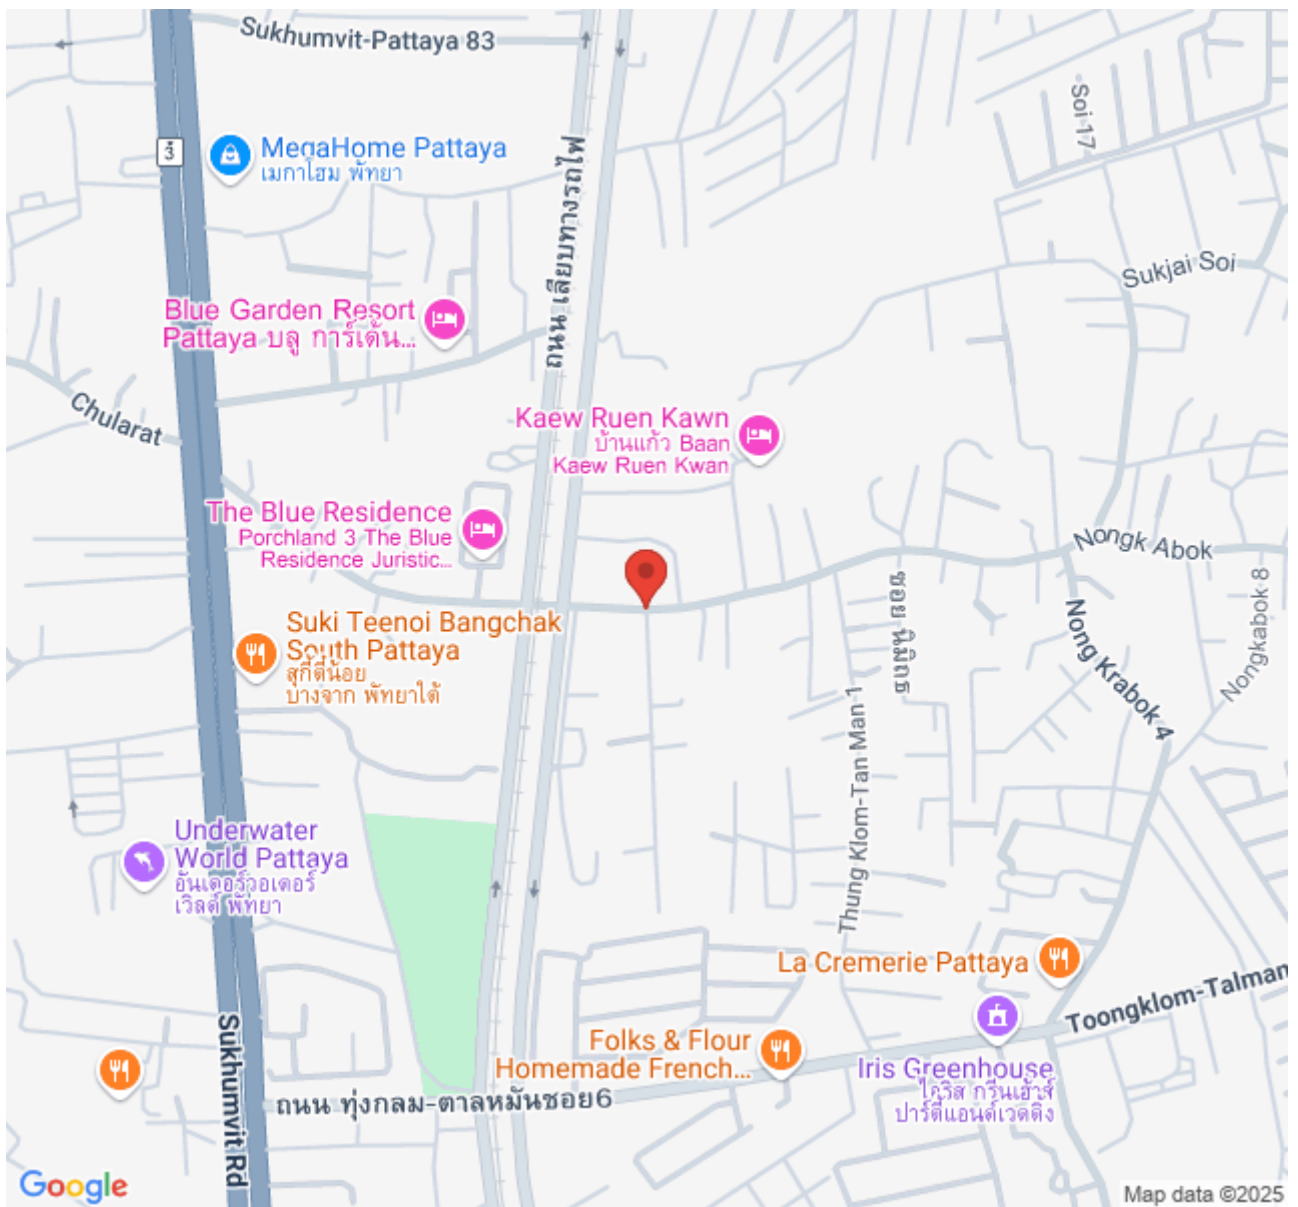 Sukhumvit-Pattaya 83
Soi 17
3
MegaHome Pattaya
เมกาโฮม พัทยา
ถนน เลียบทางรถไฟ
Sukjai Soi
Blue Garden Resort
Pattaya บลู การ์เด้น...
Chularat
Kaew Ruen Kawn
บ้านแก้ว Baan
Kaew Ruen Kwan
The Blue Residence
Porchland 3 The Blue
Residence Juristic...
Nongk Abok
Nongkabok 8
ซอย นิมิตร
Suki Teenoi Bangchak
South Pattaya
สุกี้ตี๋น้อย
บางจาก พัทยาใต้
Nong Krabok 4
Thung Klom-Tan Man 1
Underwater
World Pattaya
อันเดอร์วอเตอร์
เวิลด์ พัทยา
La Cremerie Pattaya
Toongklom-Talman
Sukhumvit Rd
Folks & Flour
Homemade French...
Iris Greenhouse
ไอริส กรีนเฮ้าส์
ปาร์ตี้แอนด์เวดดิ้ง
ถนน ทุ่งกลม-ตาลหมันซอย6
Google
Map data ©2025